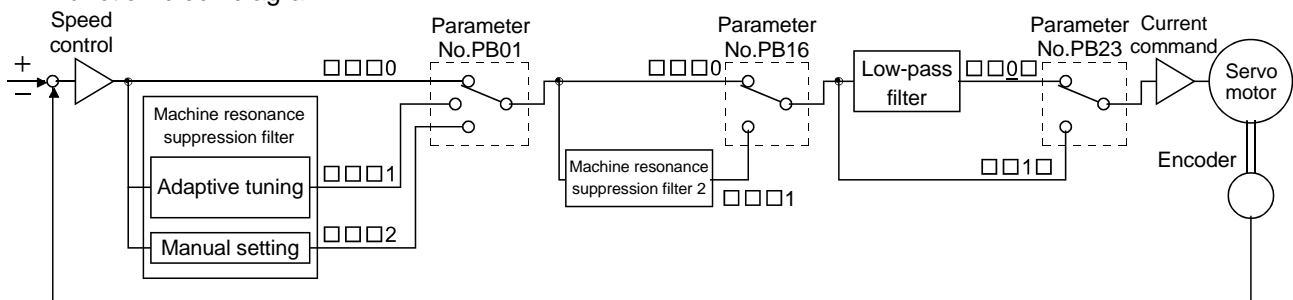 Speed
control
Parameter
No.PB01
Parameter
No.PB16
Parameter
No.PB23
Current
command
+
−
□□□0
□□□0
Low-pass
filter
□□0□
Servo
motor
Machine resonance
suppression filter
Adaptive tuning
□□□1
Manual setting
□□□2
Machine resonance
suppression filter 2
□□□1
□□1□
Encoder